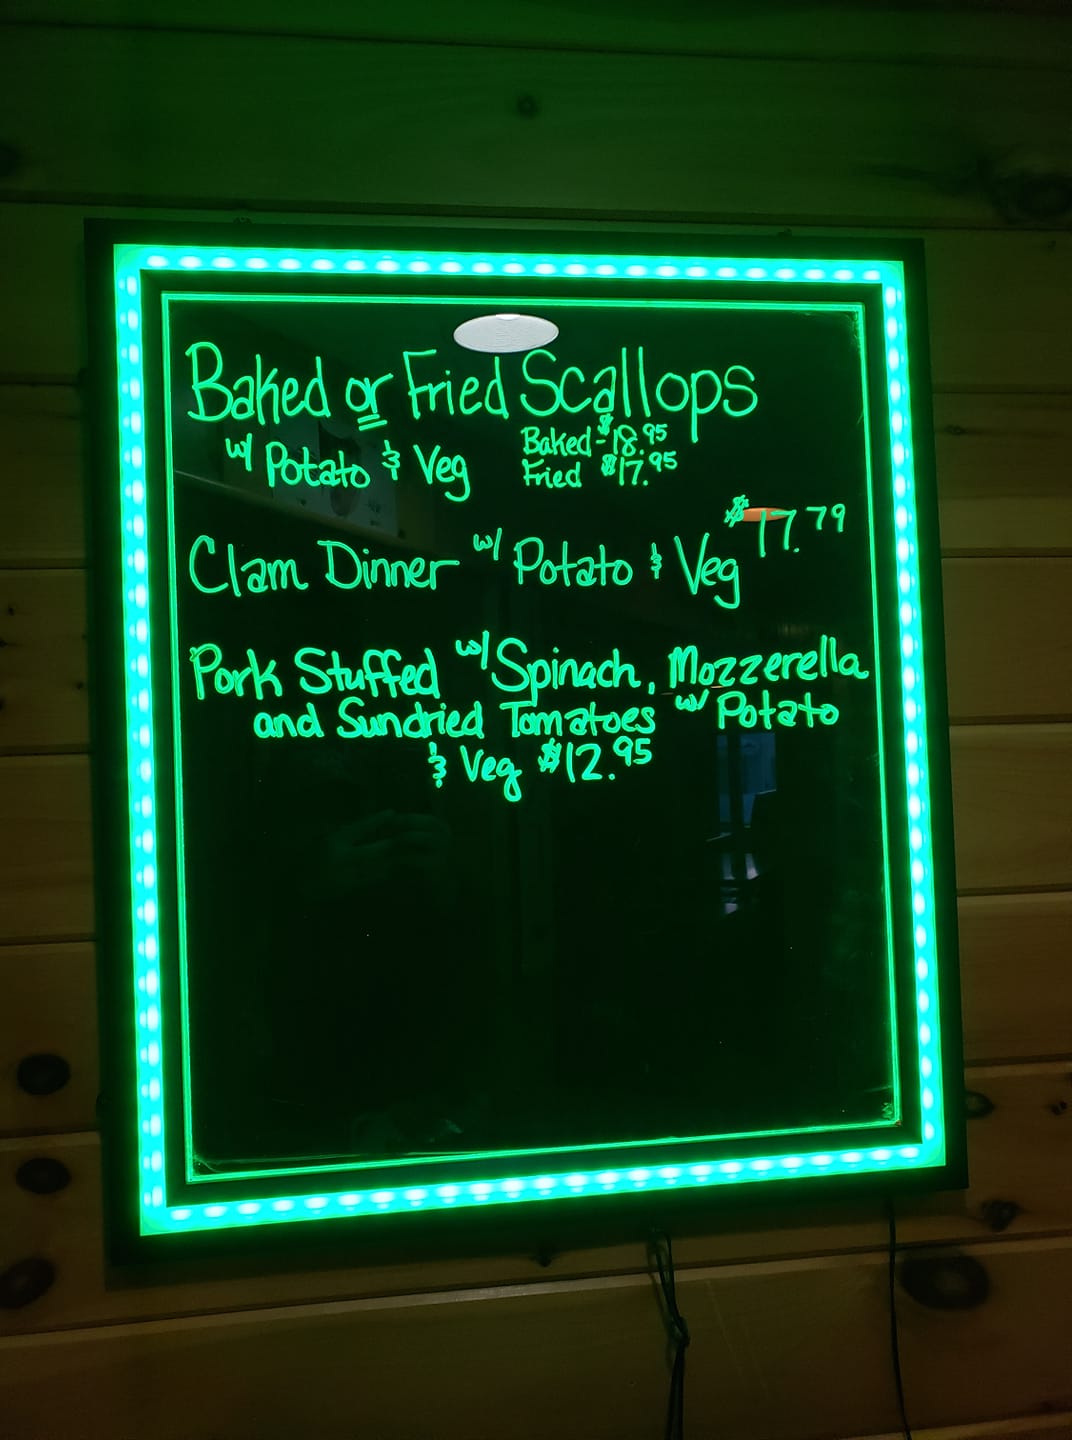 Baked or Fried Scallops
w/ Potato & Veg
Baked - $18.95
Fried $17.95
Clam Dinner w/ Potato & Veg $17.79
Pork Stuffed w/ Spinach, Mozzerella
and Sundried Tomatoes w/ Potato
& Veg $12.95